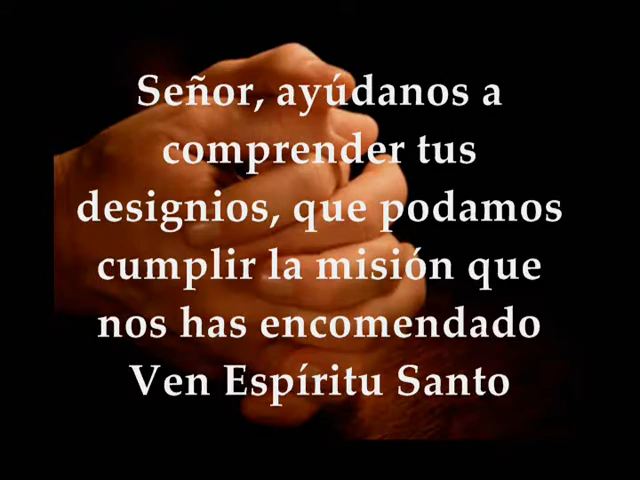 Señor, ayúdanos a
comprender tus
designios, que podamos
cumplir la misión que
nos has encomendado
Ven Espíritu Santo